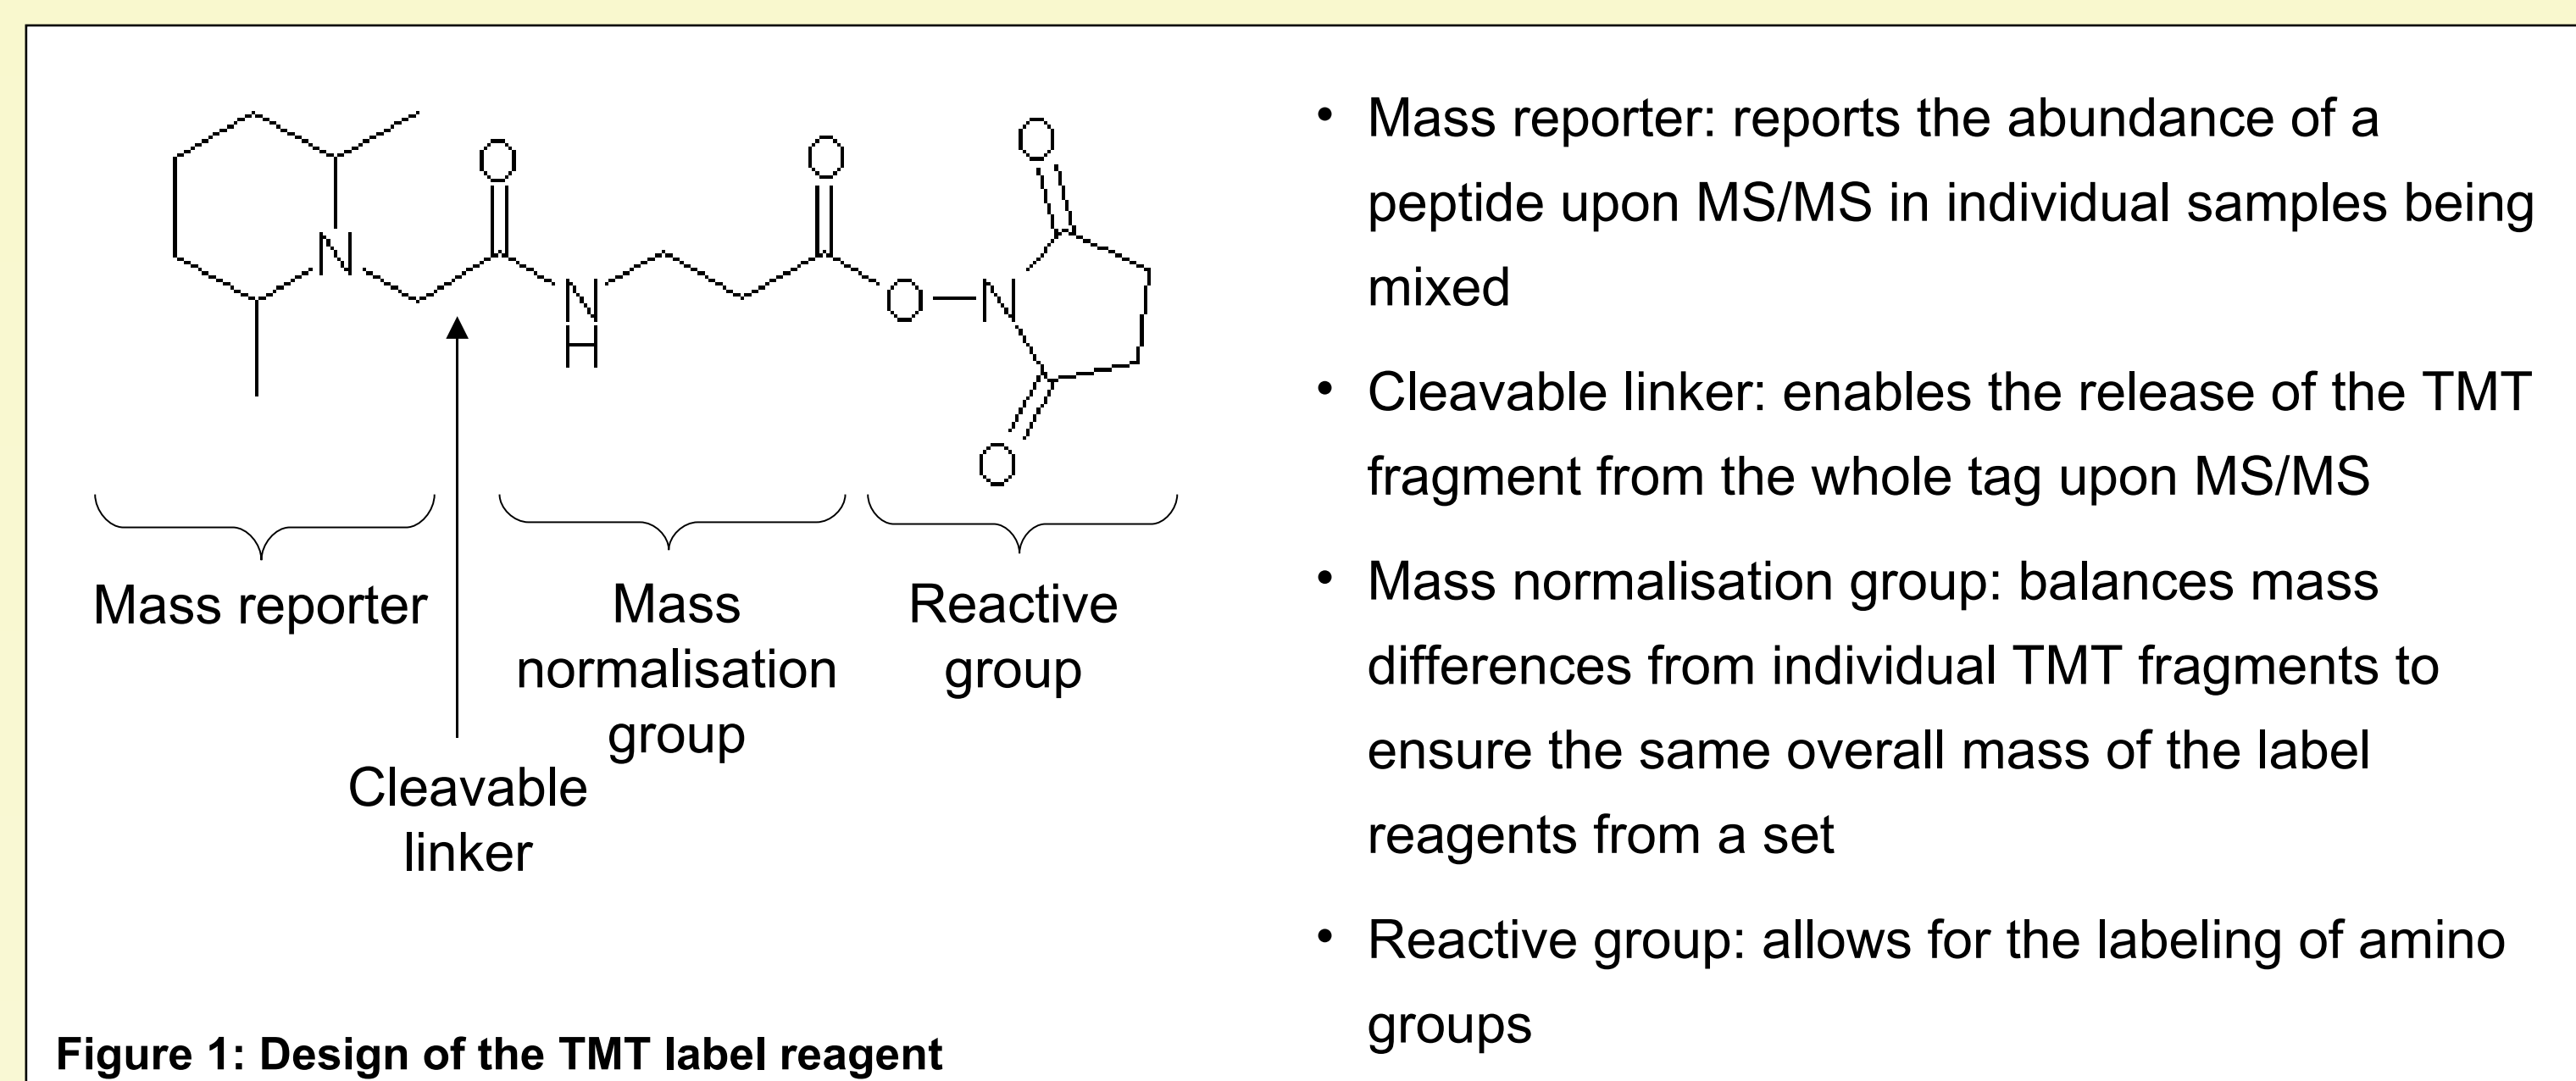 O
O
O
N
N
H
O
N
O
Mass reporter
Mass
normalisation
group
Reactive
group
Cleavable
linker
Figure 1: Design of the TMT label reagent
• Mass reporter: reports the abundance of a
peptide upon MS/MS in individual samples being
mixed
• Cleavable linker: enables the release of the TMT
fragment from the whole tag upon MS/MS
• Mass normalisation group: balances mass
differences from individual TMT fragments to
ensure the same overall mass of the label
reagents from a set
• Reactive group: allows for the labeling of amino
groups